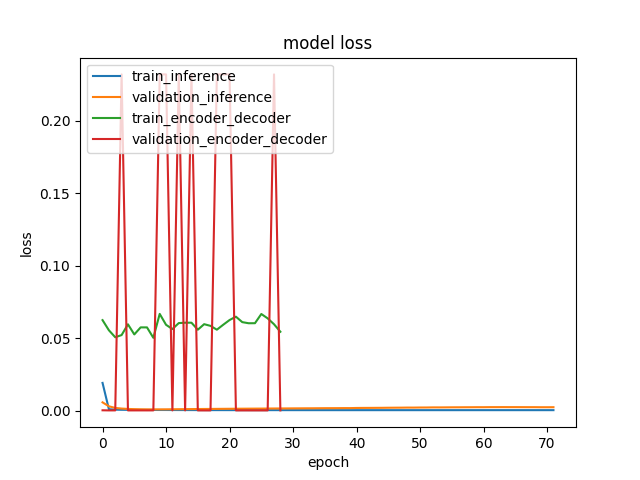 model loss
train_inference
validation_inference
train_encoder_decoder
validation_encoder_decoder
loss
0.20
0.15
0.10
0.05
0.00
0 10 20 30 40 50 60 70
epoch